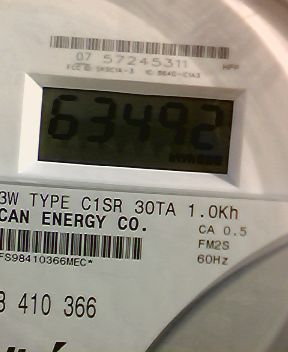 07 57245311
63492
3W TYPE C1SR 30TA 1.0Kh
CAN ENERGY CO.
CA 0.5
FM2S
60Hz
FS98410366MEC*
410 366